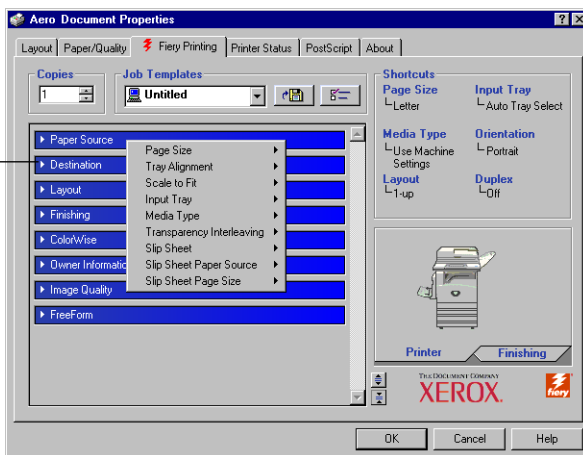 Aero Document Properties
Layout Paper/Quality Fiery Printing Printer Status PostScript About
Copies
1
Job Templates
Untitled
Paper Source
Destination
Layout
Finishing
ColorWise
Owner Informatio
Image Quality
FreeForm
Page Size
Tray Alignment
Scale to Fit
Input Tray
Media Type
Transparency Interleaving
Slip Sheet
Slip Sheet Paper Source
Slip Sheet Page Size
Shortcuts
Page Size
Letter
Input Tray
Auto Tray Select
Media Type
Use Machine
Settings
Orientation
Portrait
Layout
1-up
Duplex
Off
Printer Finishing
THE DOCUMENT COMPANY
XEROX.
fiery
OK Cancel Help